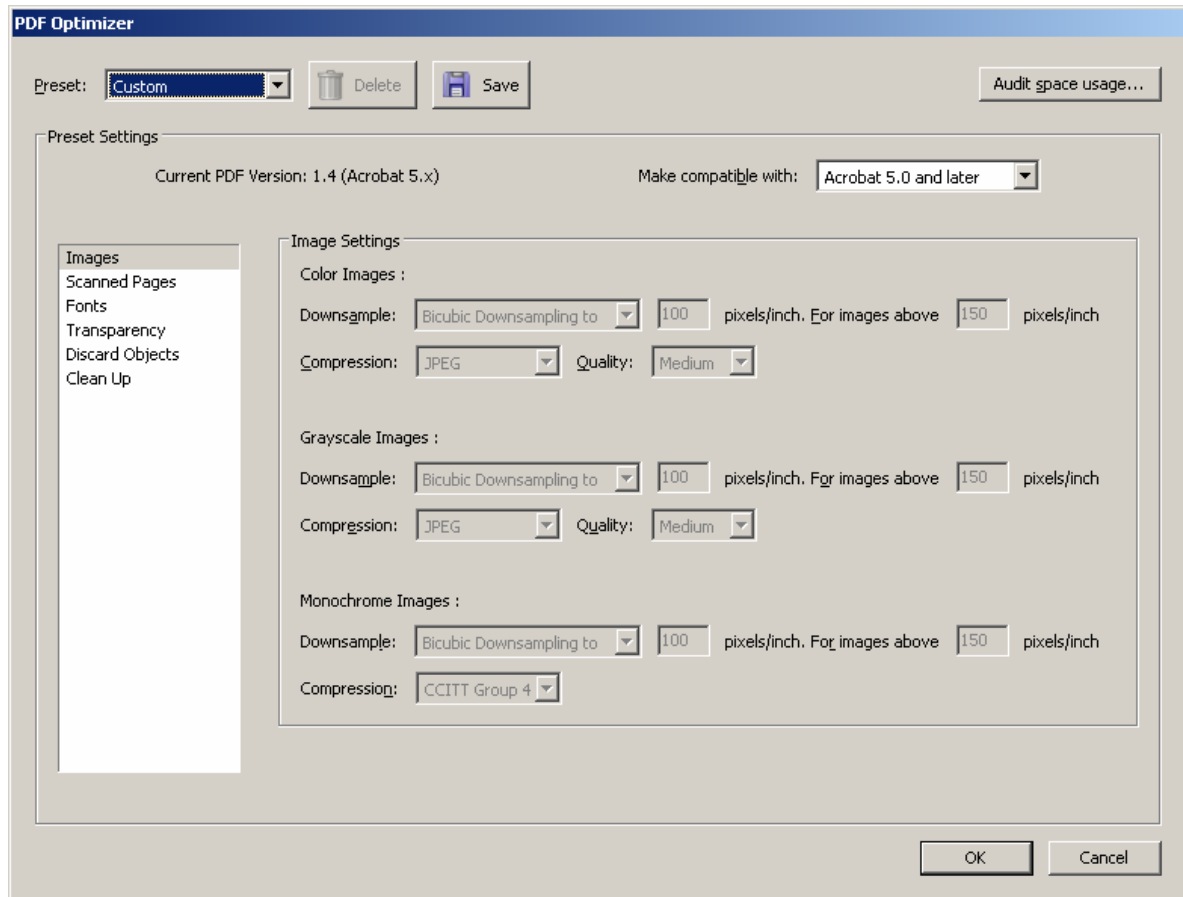 PDF Optimizer
Preset: Custom Delete Save Audit space usage...
Preset Settings
Current PDF Version: 1.4 (Acrobat 5.x) Make compatible with: Acrobat 5.0 and later
Images
Scanned Pages
Fonts
Transparency
Discard Objects
Clean Up
Image Settings
Color Images :
Downsample: Bicubic Downsampling to 100 pixels/inch. For images above 150 pixels/inch
Compression: JPEG Quality: Medium
Grayscale Images :
Downsample: Bicubic Downsampling to 100 pixels/inch. For images above 150 pixels/inch
Compression: JPEG Quality: Medium
Monochrome Images :
Downsample: Bicubic Downsampling to 100 pixels/inch. For images above 150 pixels/inch
Compression: CCITT Group 4
OK Cancel